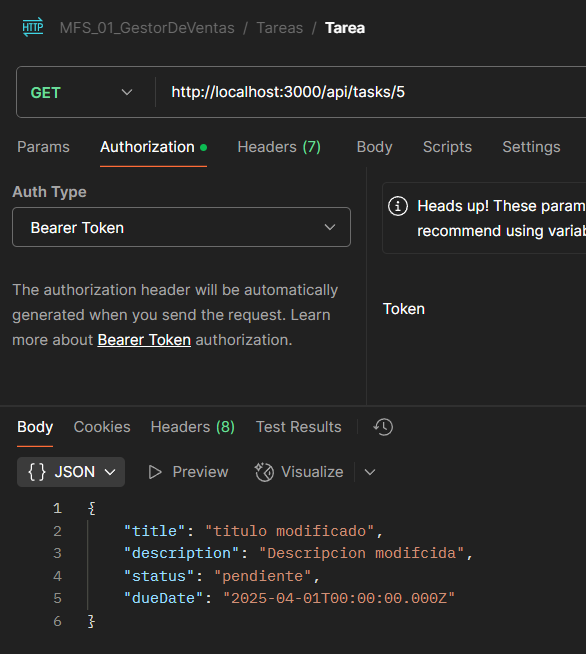 HTTP MFS_01_GestorDeVentas / Tareas / Tarea
GET http://localhost:3000/api/tasks/5
Params Authorization Headers (7) Body Scripts Settings
Auth Type
Bearer Token
The authorization header will be automatically
generated when you send the request. Learn
more about Bearer Token authorization.
Heads up! These param
recommend using variab
Token
Body Cookies Headers (8) Test Results
{} JSON Preview Visualize
1 {
2 "title": "titulo modificado",
3 "description": "Descripcion modifcida",
4 "status": "pendiente",
5 "dueDate": "2025-04-01T00:00:00.000Z"
6 }